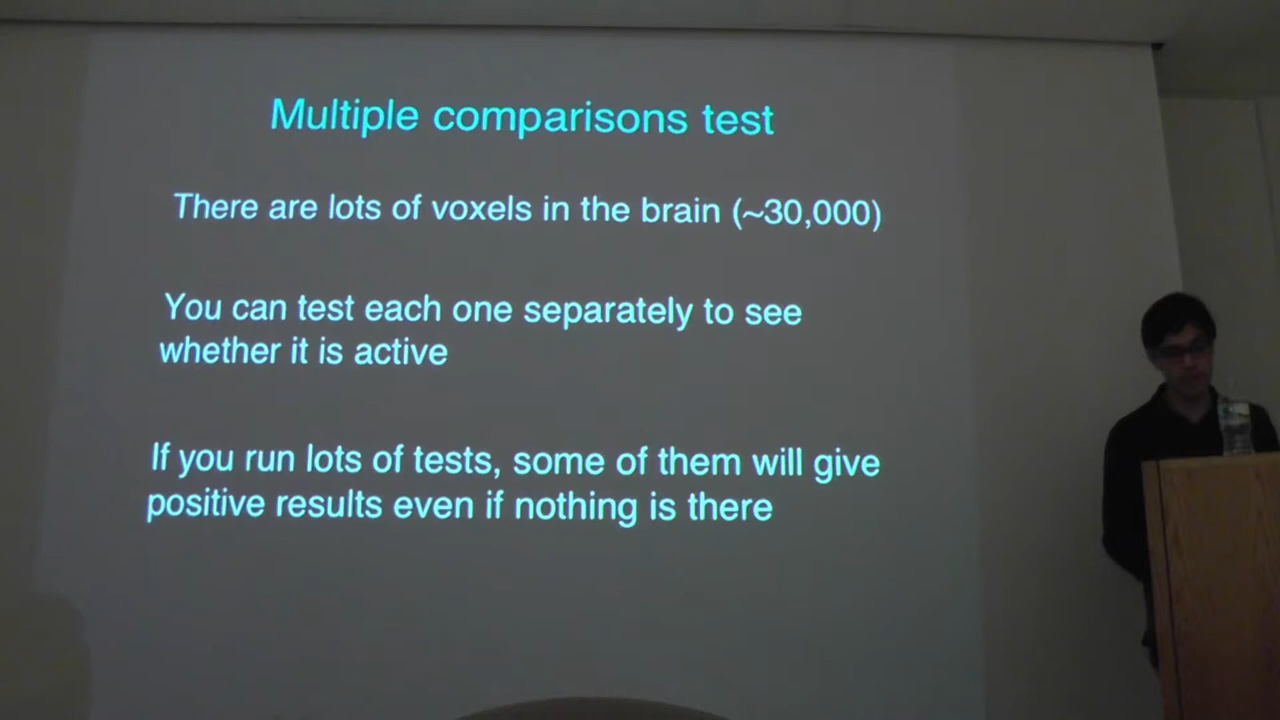 Multiple comparisons test
There are lots of voxels in the brain (~30,000)
You can test each one separately to see
whether it is active
If you run lots of tests, some of them will give
positive results even if nothing is there